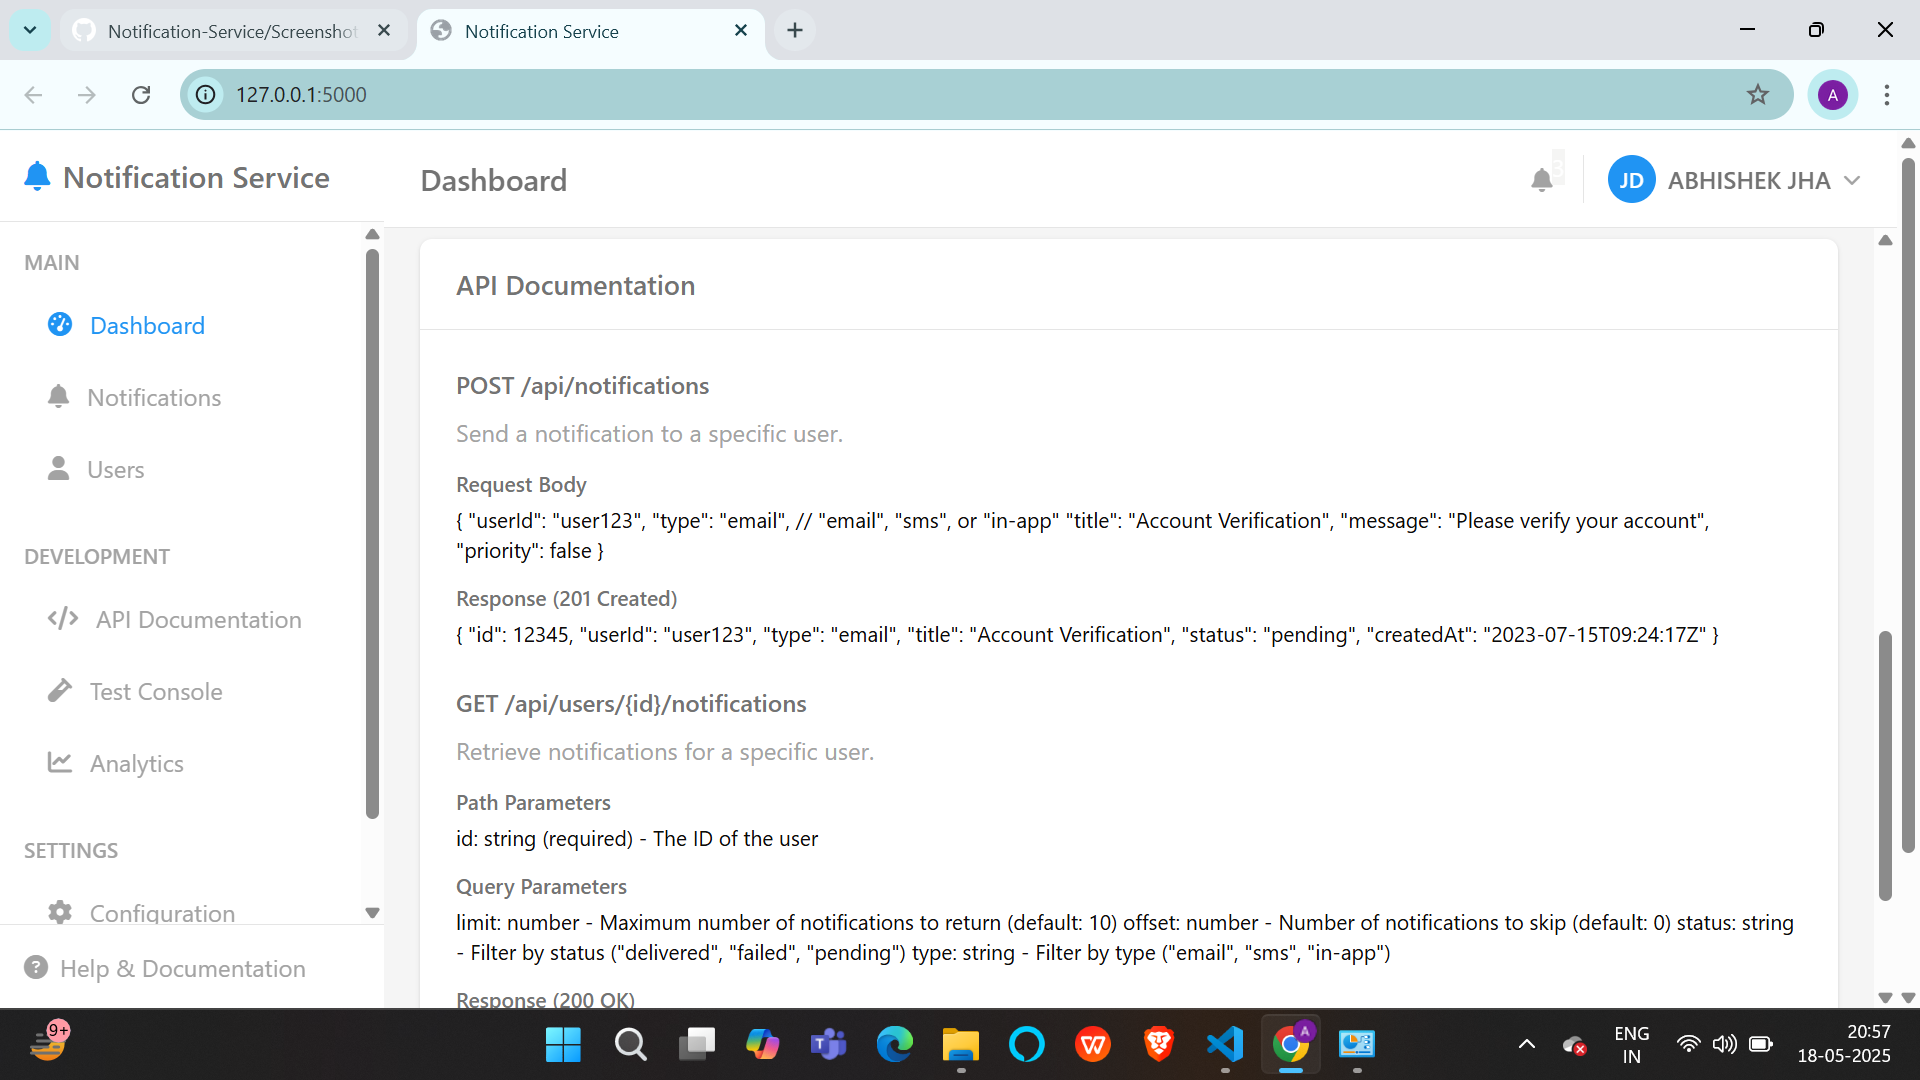 Notification-Service/Screenshot
Notification Service
127.0.0.1:5000
A
Notification Service
Dashboard
3
JD
ABHISHEK JHA
MAIN
Dashboard
Notifications
Users
DEVELOPMENT
API Documentation
Test Console
Analytics
SETTINGS
Configuration
Help & Documentation
API Documentation
POST /api/notifications
Send a notification to a specific user.
Request Body
{ "userId": "user123", "type": "email", // "email", "sms", or "in-app" "title": "Account Verification", "message": "Please verify your account",
"priority": false }
Response (201 Created)
{ "id": 12345, "userId": "user123", "type": "email", "title": "Account Verification", "status": "pending", "createdAt": "2023-07-15T09:24:17Z" }
GET /api/users/{id}/notifications
Retrieve notifications for a specific user.
Path Parameters
id: string (required) - The ID of the user
Query Parameters
limit: number - Maximum number of notifications to return (default: 10) offset: number - Number of notifications to skip (default: 0) status: string
- Filter by status ("delivered", "failed", "pending") type: string - Filter by type ("email", "sms", "in-app")
Response (200 OK)
9+
T
W
A
ENG
IN
20:57
18-05-2025